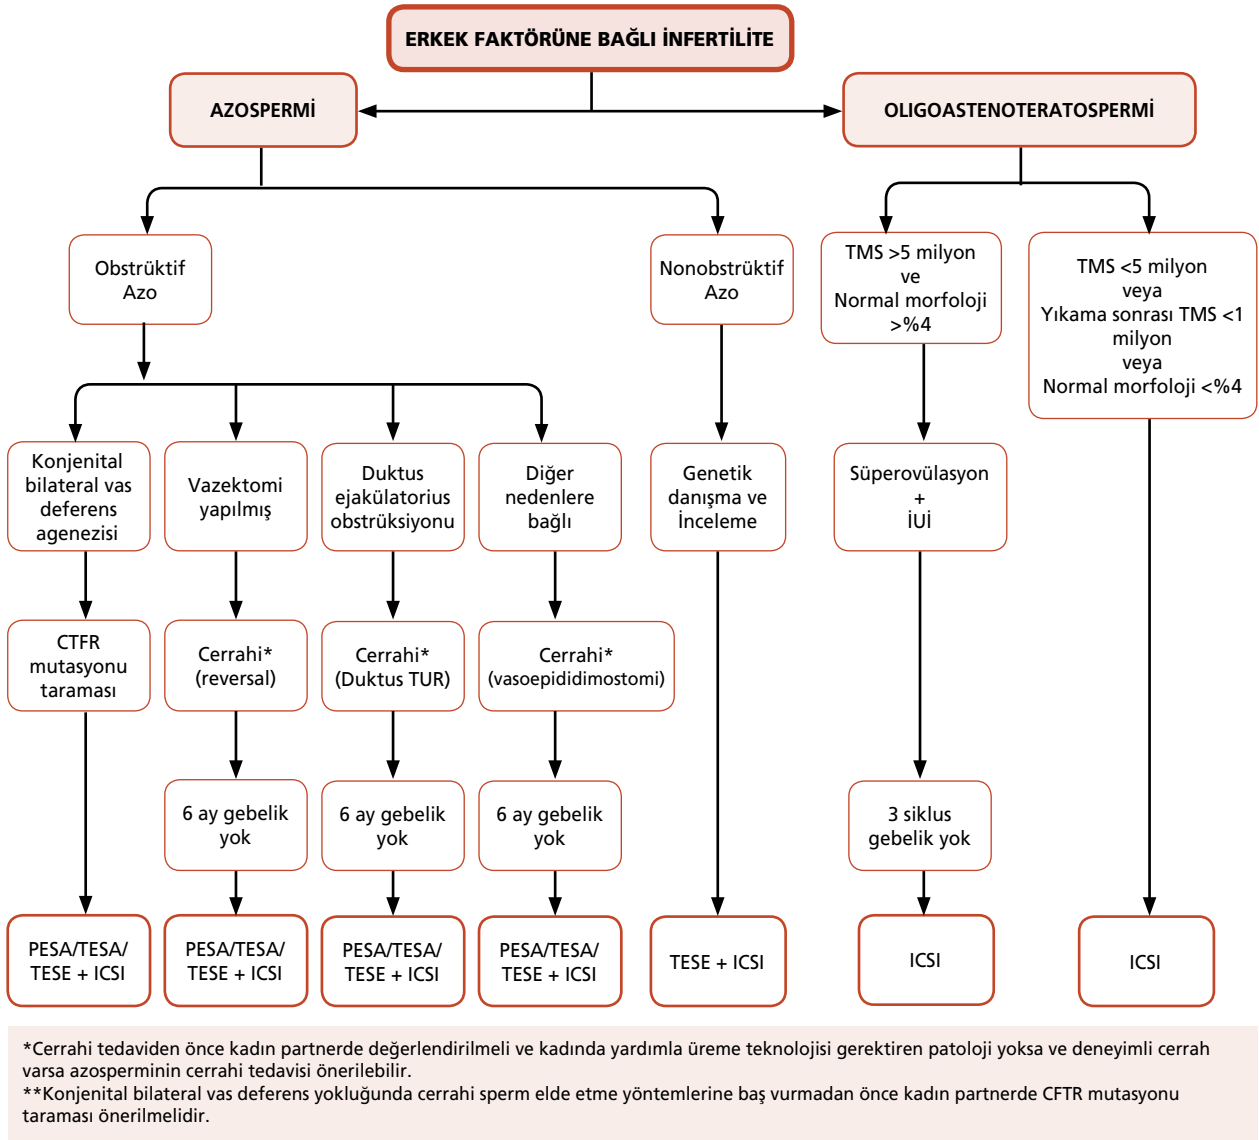 ERKEK FAKTÖRÜNE BAĞLI İNFERTİLİTE
AZOSPERMİ
OLIGOASTENOTERATOSPERMİ
Obstrüktif
Azo
Nonobstrüktif
Azo
TMS >5 milyon
ve
Normal morfoloji
>%4
TMS <5 milyon
veya
Yıkama sonrası TMS <1
milyon
veya
Normal morfoloji <%4
Konjenital
bilateral vas
deferens
agenezisi
Vazektomi
yapılmış
Duktus
ejakülatorius
obstrüksiyonu
Diğer
nedenlere
bağlı
Genetik
danışma ve
İnceleme
Süperovülasyon
+
İUİ
CTFR
mutasyonu
taraması
Cerrahi*
(reversal)
Cerrahi*
(Duktus TUR)
Cerrahi*
(vasoepididimostomi)
6 ay gebelik
yok
6 ay gebelik
yok
6 ay gebelik
yok
3 siklus
gebelik yok
PESA/TESA/
TESE + ICSI
PESA/TESA/
TESE + ICSI
PESA/TESA/
TESE + ICSI
PESA/TESA/
TESE + ICSI
TESE + ICSI
ICSI
ICSI
*Cerrahi tedaviden önce kadın partnerde değerlendirilmeli ve kadında yardımla üreme teknolojisi gerektiren patoloji yoksa ve deneyimli cerrah
varsa azosperminin cerrahi tedavisi önerilebilir.
**Konjenital bilateral vas deferens yokluğunda cerrahi sperm elde etme yöntemlerine baş vurmadan önce kadın partnerde CFTR mutasyonu
taraması önerilmelidir.